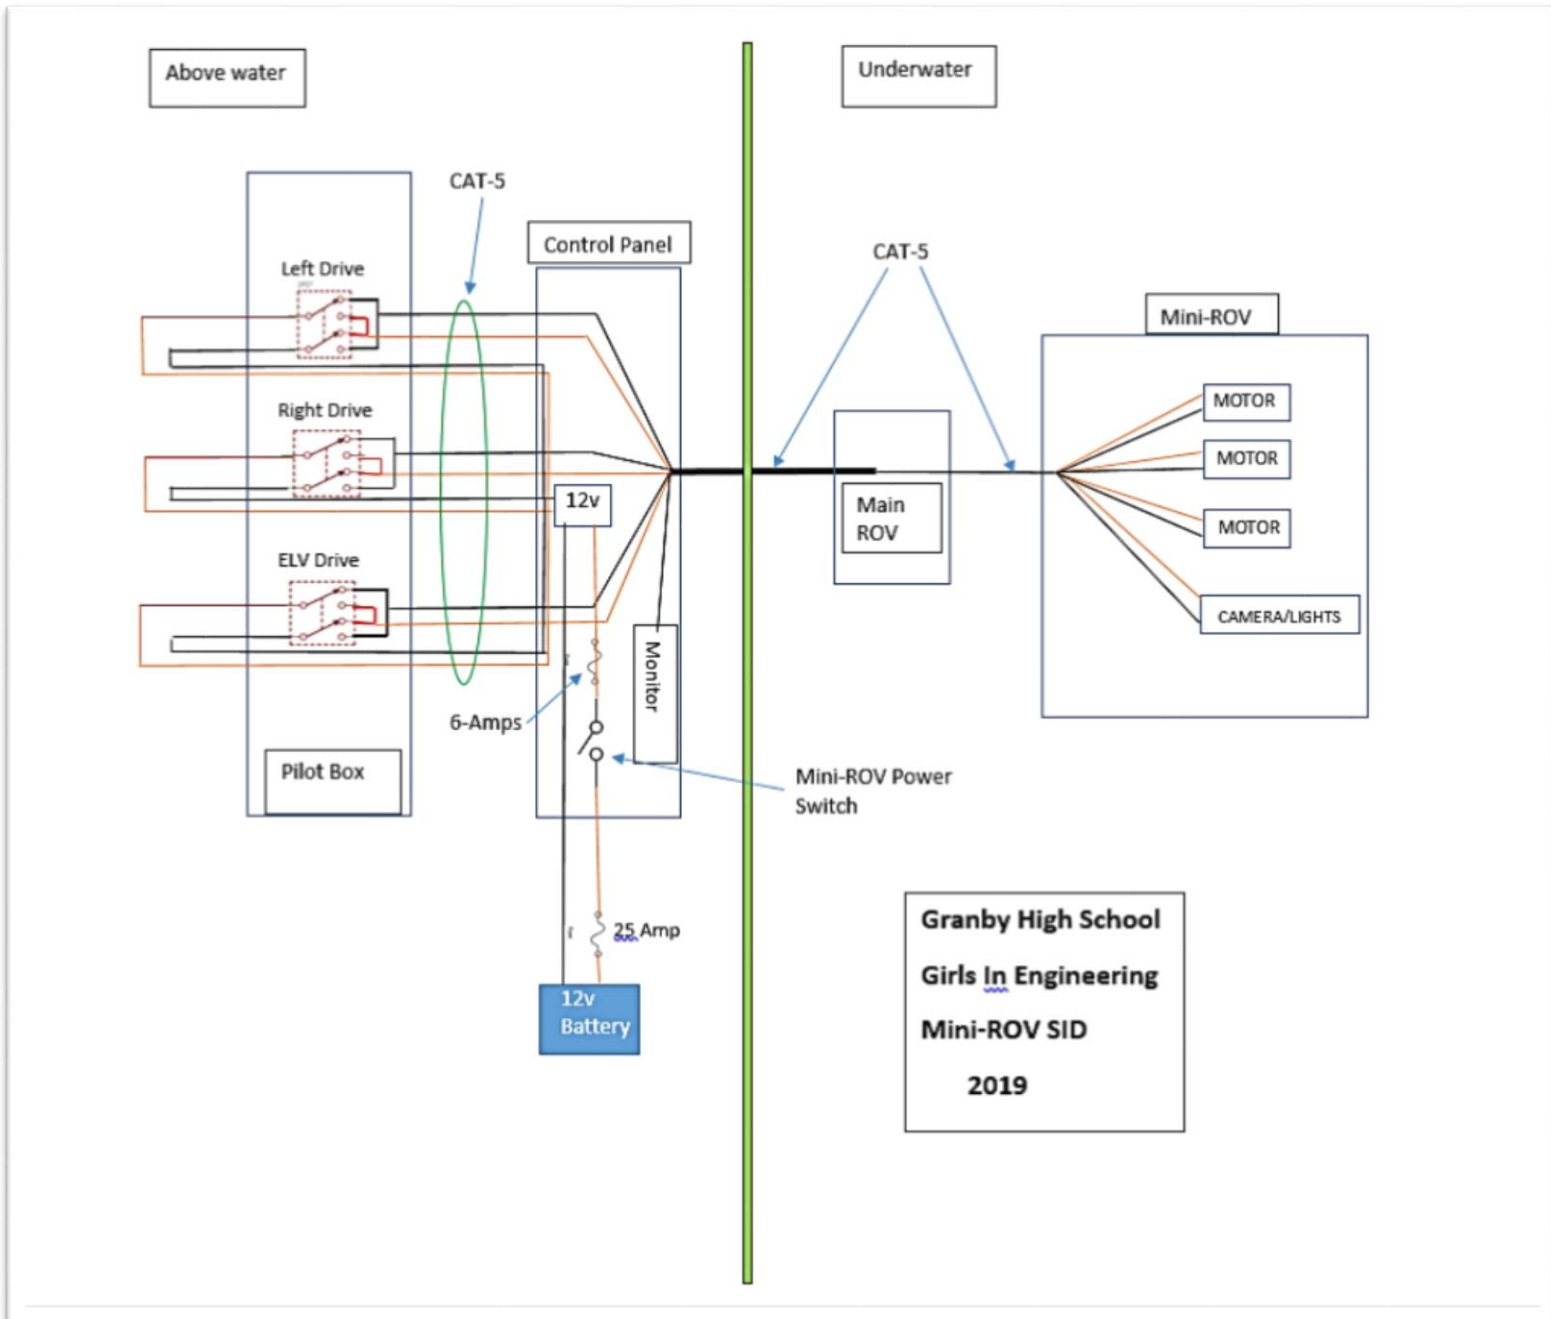 Above water
Underwater
CAT-5
Control Panel
CAT-5
Left Drive
Mini-ROV
MOTOR
Right Drive
MOTOR
12v
Main
ROV
MOTOR
ELV Drive
CAMERA/LIGHTS
Monitor
6-Amps
Pilot Box
Mini-ROV Power
Switch
25 Amp
12v
Battery
Granby High School
Girls In Engineering
Mini-ROV SID
2019